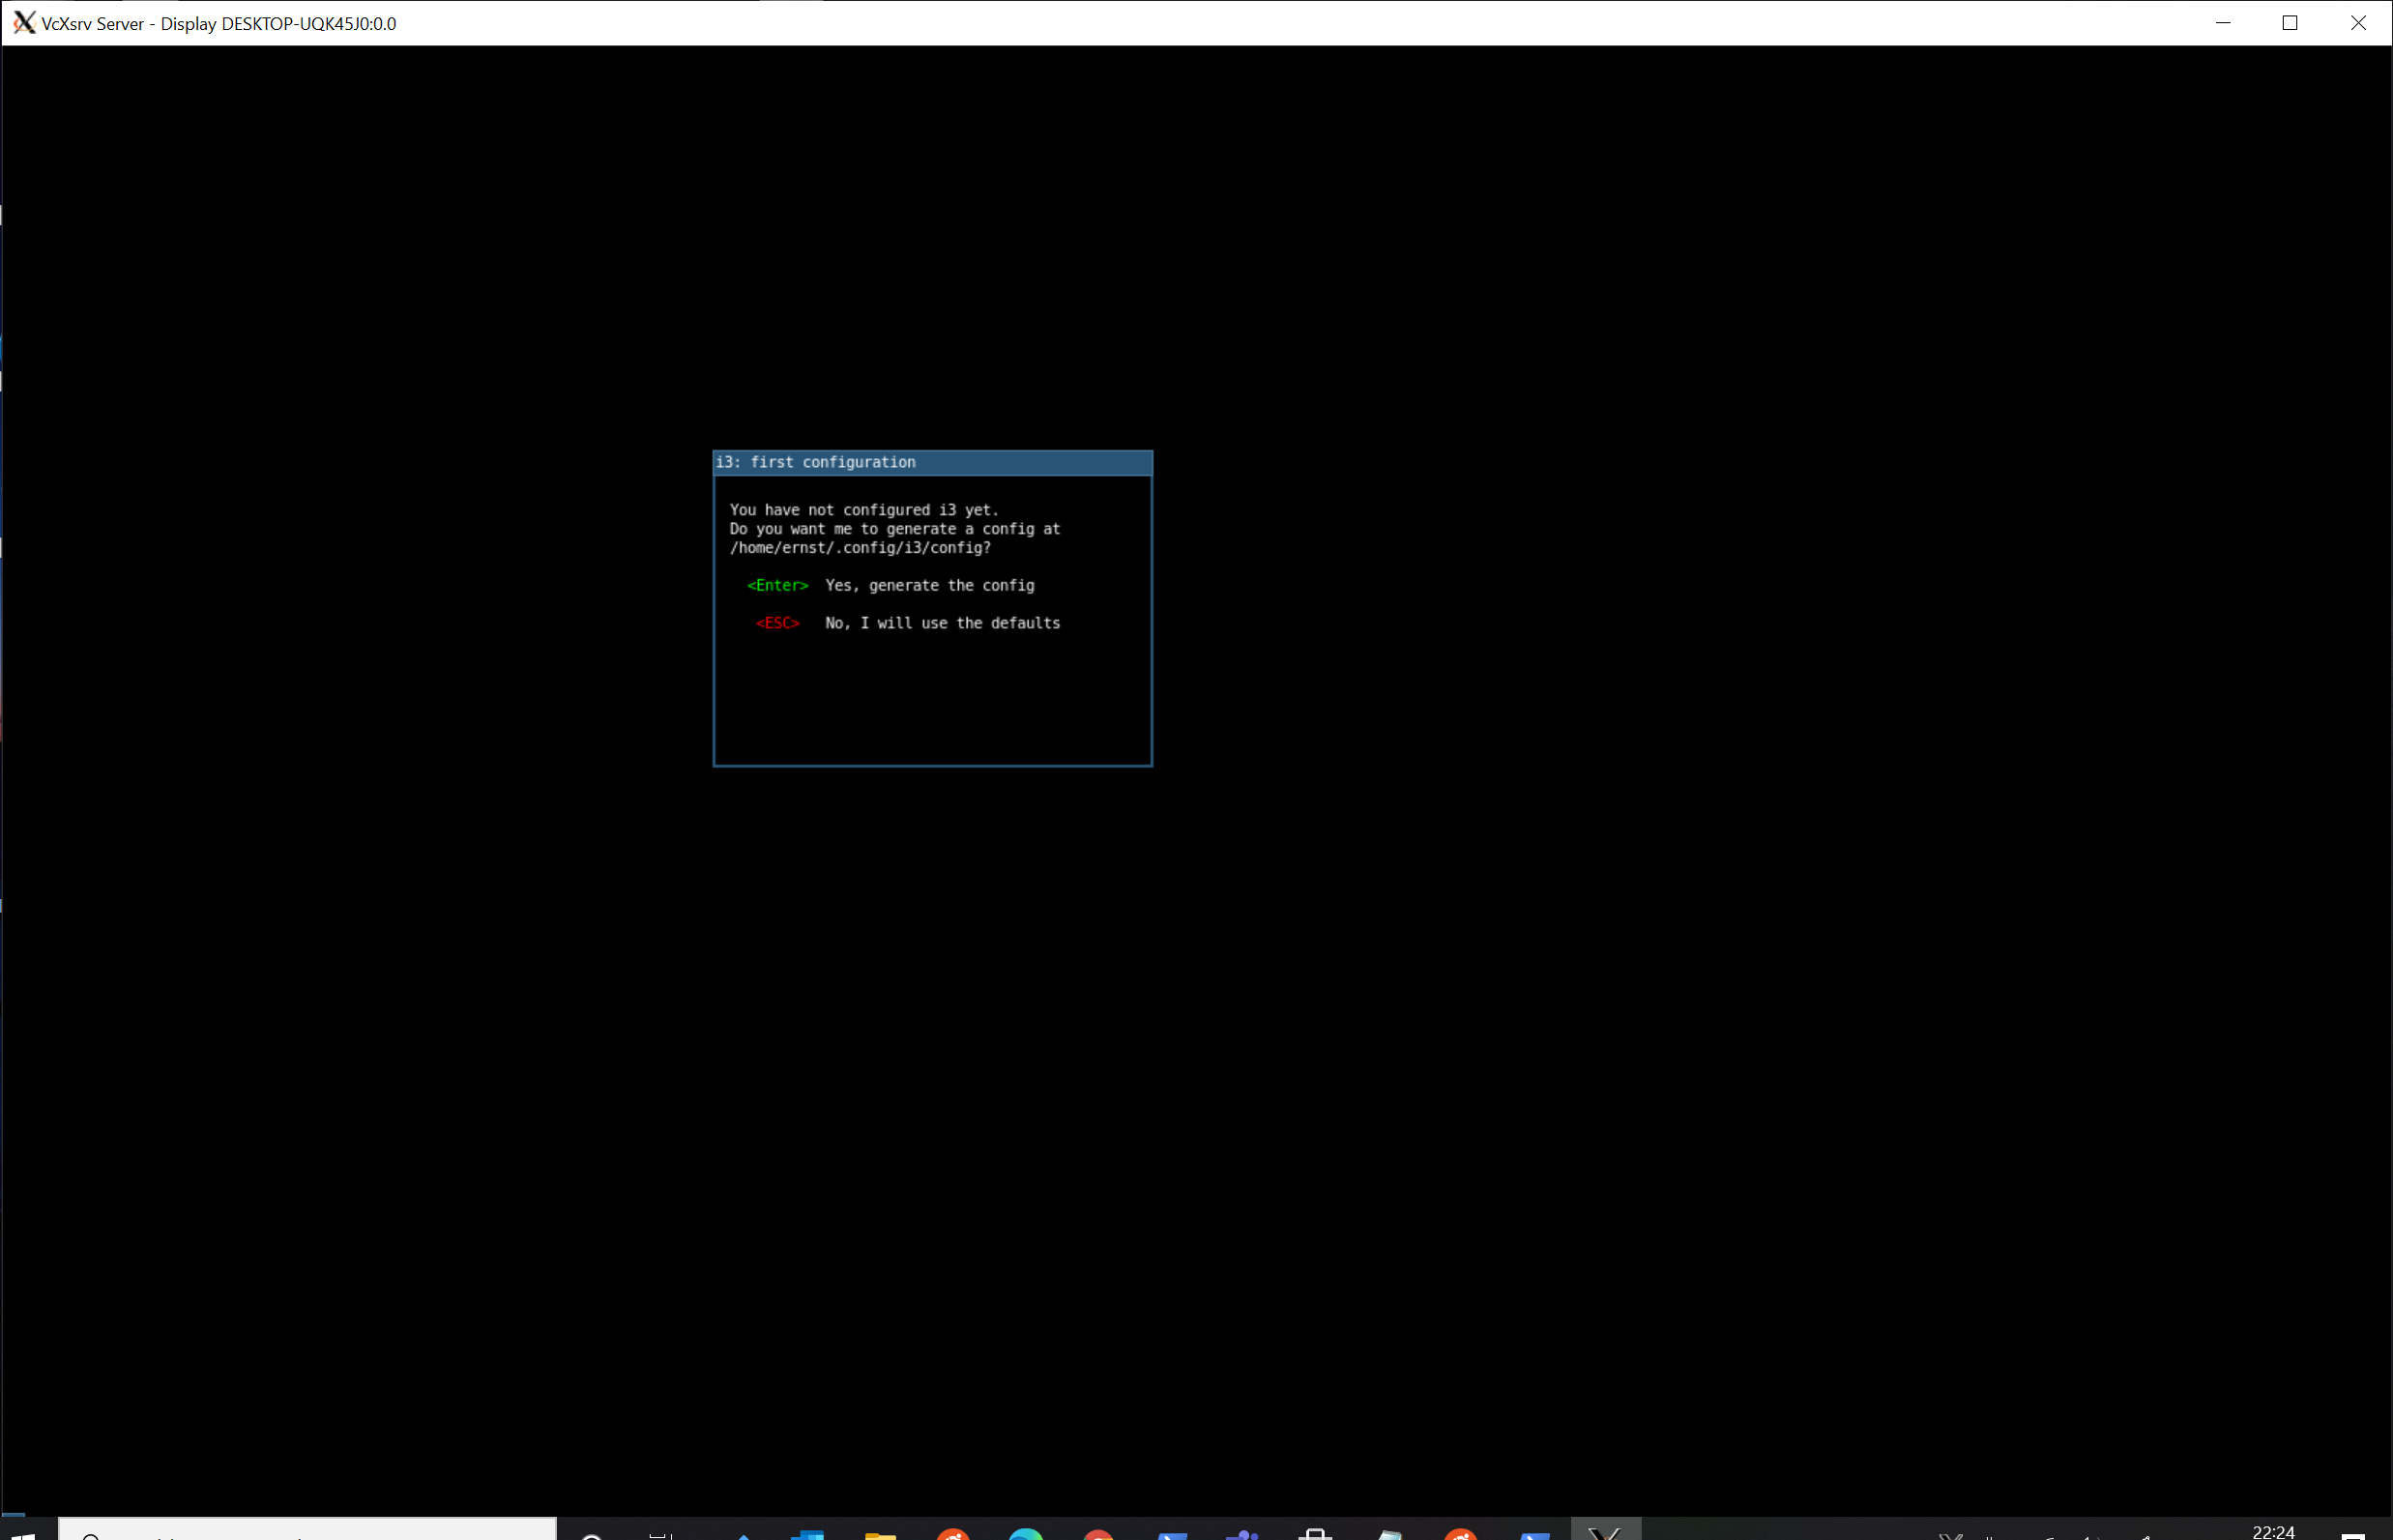 VcXsrv Server - Display DESKTOP-UQK45J0:0.0
i3: first configuration
You have not configured i3 yet.
Do you want me to generate a config at
/home/ernst/.config/i3/config?
<Enter> Yes, generate the config
<ESC> No, I will use the defaults
22:24